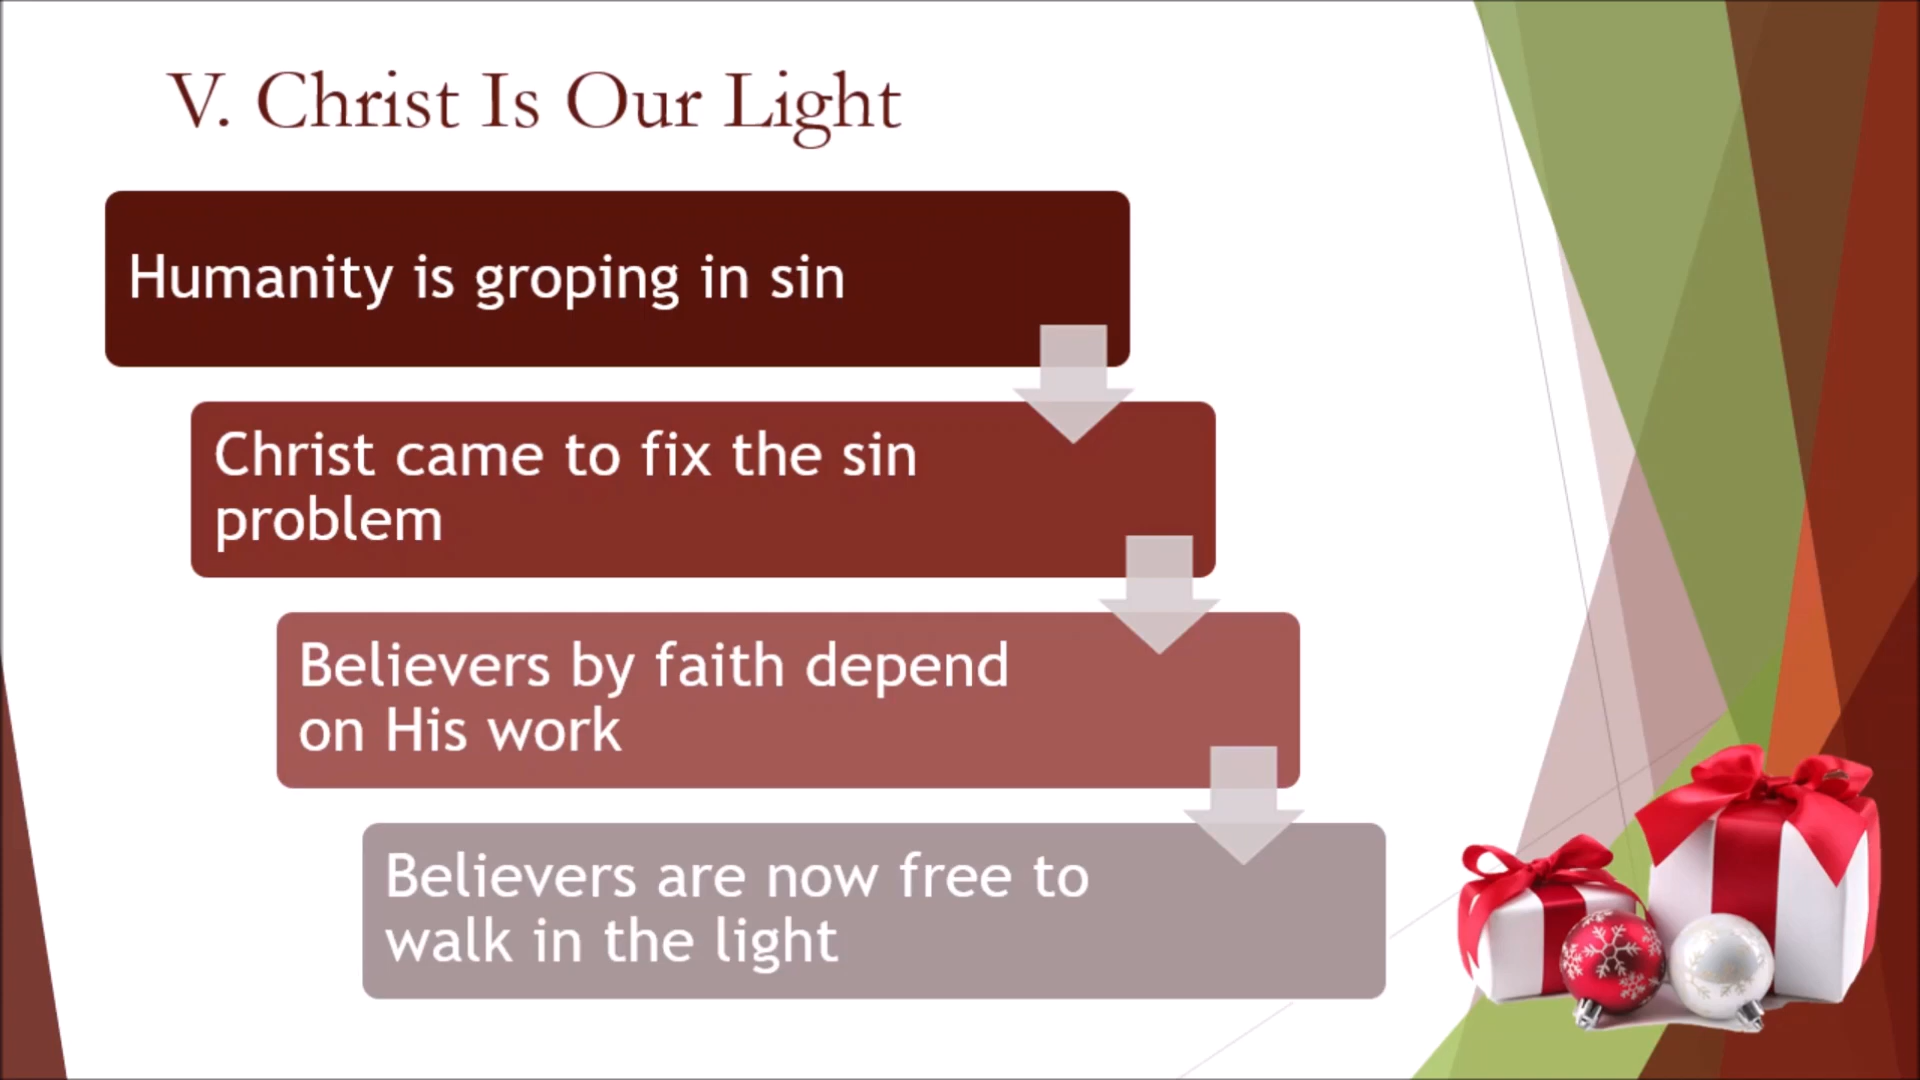 V. Christ Is Our Light
Humanity is groping in sin
Christ came to fix the sin
problem
Believers by faith depend
on His work
Believers are now free to
walk in the light